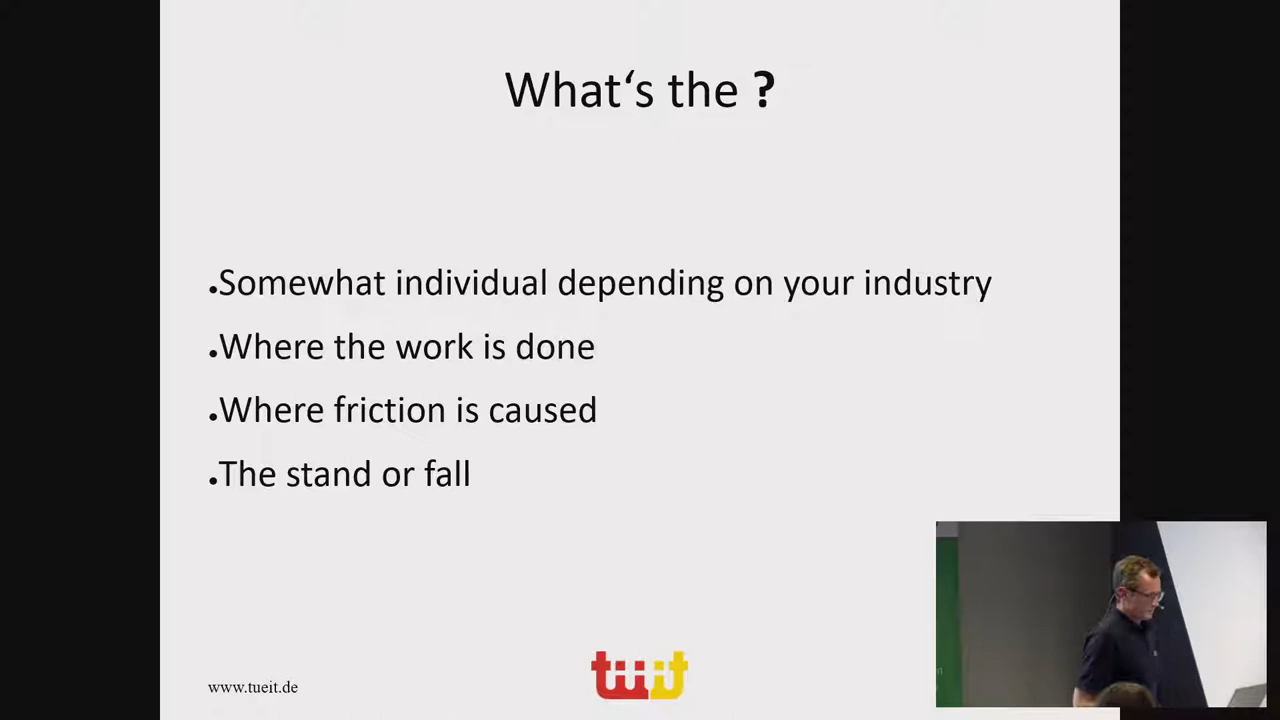 What‘s the ?
●Somewhat individual depending on your industry
●Where the work is done
●Where friction is caused
●The stand or fall
www.tueit.de
tüit